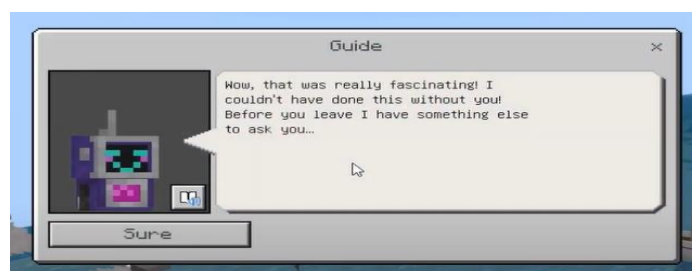 Guide
Wow, that was really fascinating! I
couldn't have done this without you!
Before you leave I have something else
to ask you…
Sure